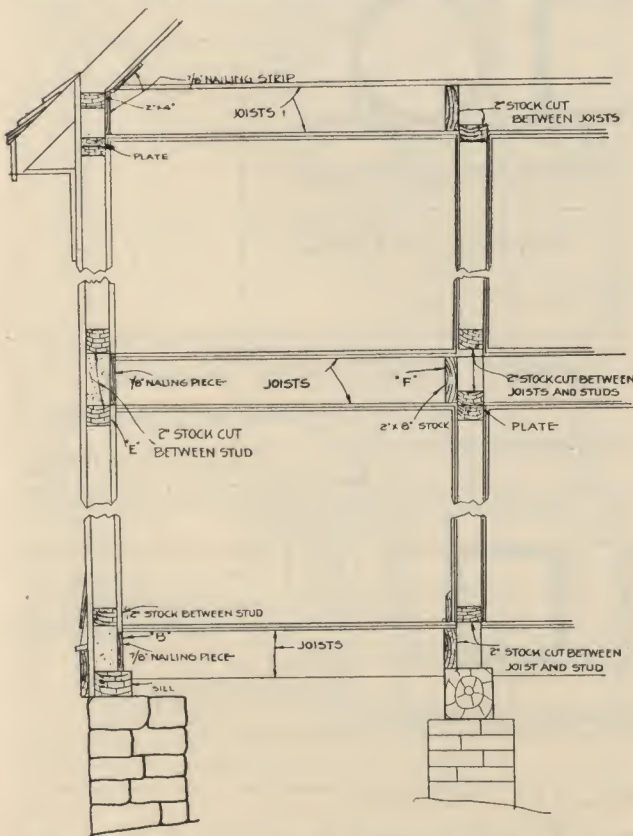 7/8" NAILING STRIP
2"x4"
JOISTS
2" STOCK CUT
BETWEEN JOISTS
PLATE
7/8" NAILING PIECE
JOISTS
"F"
2" STOCK CUT BETWEEN
JOISTS AND STUDS
2" x 8" STOCK
PLATE
"E"
2" STOCK CUT
BETWEEN STUD
2" STOCK BETWEEN STUD
"B"
JOISTS
7/8" NAILING PIECE
2" STOCK CUT BETWEEN
JOIST AND STUD
SILL